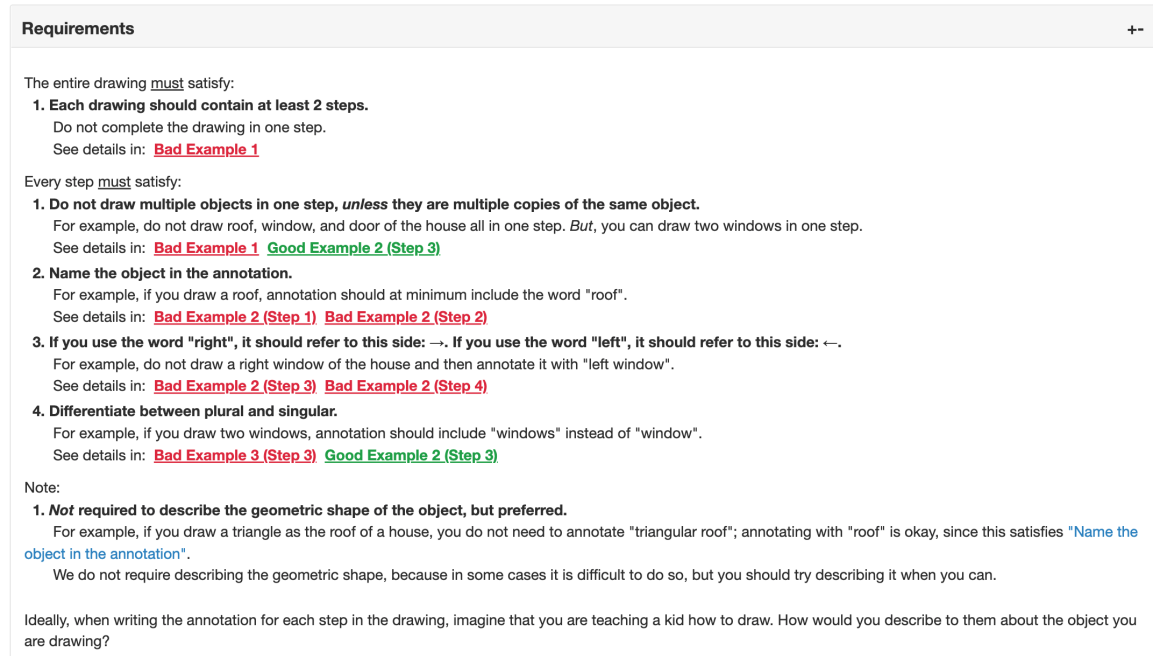 Requirements
+-
The entire drawing must satisfy:
1. Each drawing should contain at least 2 steps.
Do not complete the drawing in one step.
See details in: Bad Example 1
Every step must satisfy:
1. Do not draw multiple objects in one step, unless they are multiple copies of the same object.
For example, do not draw roof, window, and door of the house all in one step. But, you can draw two windows in one step.
See details in: Bad Example 1 Good Example 2 (Step 3)
2. Name the object in the annotation.
For example, if you draw a roof, annotation should at minimum include the word "roof".
See details in: Bad Example 2 (Step 1) Bad Example 2 (Step 2)
3. If you use the word "right", it should refer to this side: →. If you use the word "left", it should refer to this side: ←.
For example, do not draw a right window of the house and then annotate it with "left window".
See details in: Bad Example 2 (Step 3) Bad Example 2 (Step 4)
4. Differentiate between plural and singular.
For example, if you draw two windows, annotation should include "windows" instead of "window".
See details in: Bad Example 3 (Step 3) Good Example 2 (Step 3)
Note:
1. Not required to describe the geometric shape of the object, but preferred.
For example, if you draw a triangle as the roof of a house, you do not need to annotate "triangular roof"; annotating with "roof" is okay, since this satisfies "Name the
object in the annotation".
We do not require describing the geometric shape, because in some cases it is difficult to do so, but you should try describing it when you can.
Ideally, when writing the annotation for each step in the drawing, imagine that you are teaching a kid how to draw. How would you describe to them about the object you
are drawing?